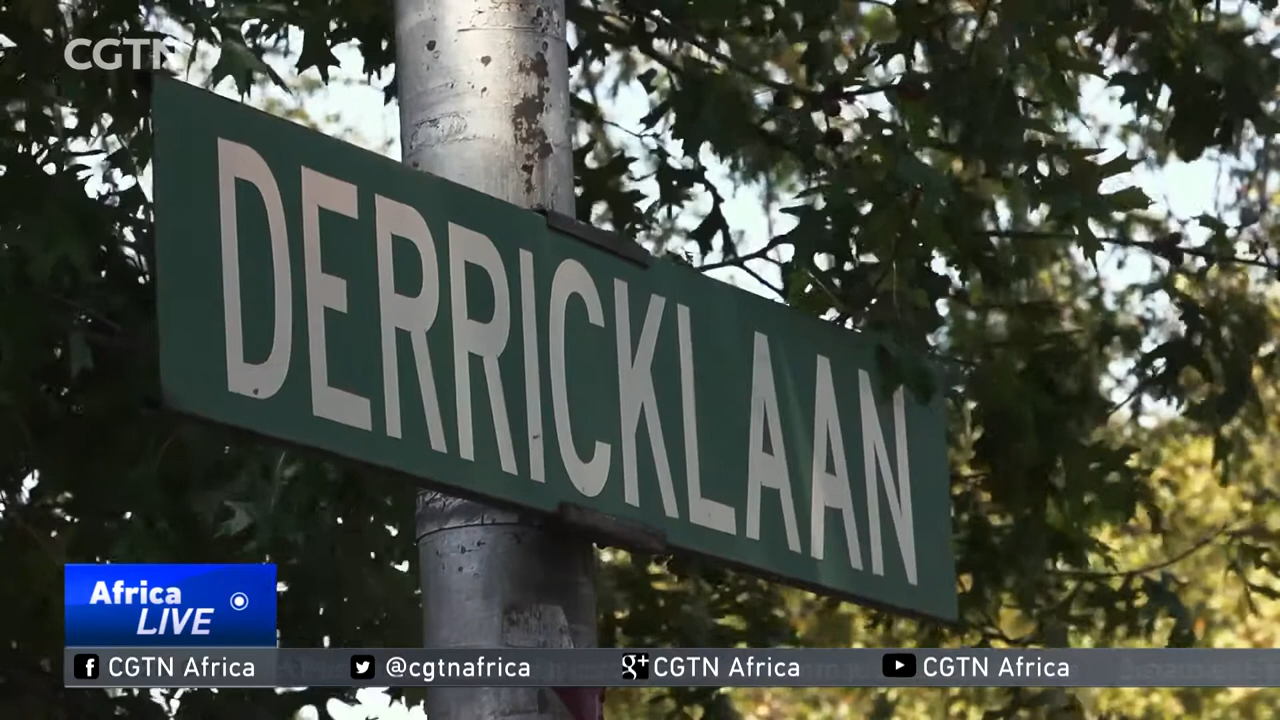 CGTN
DERRICKLAAN
Africa
LIVE
CGTN Africa
@cgtnafrica
g+ CGTN Africa
CGTN Africa